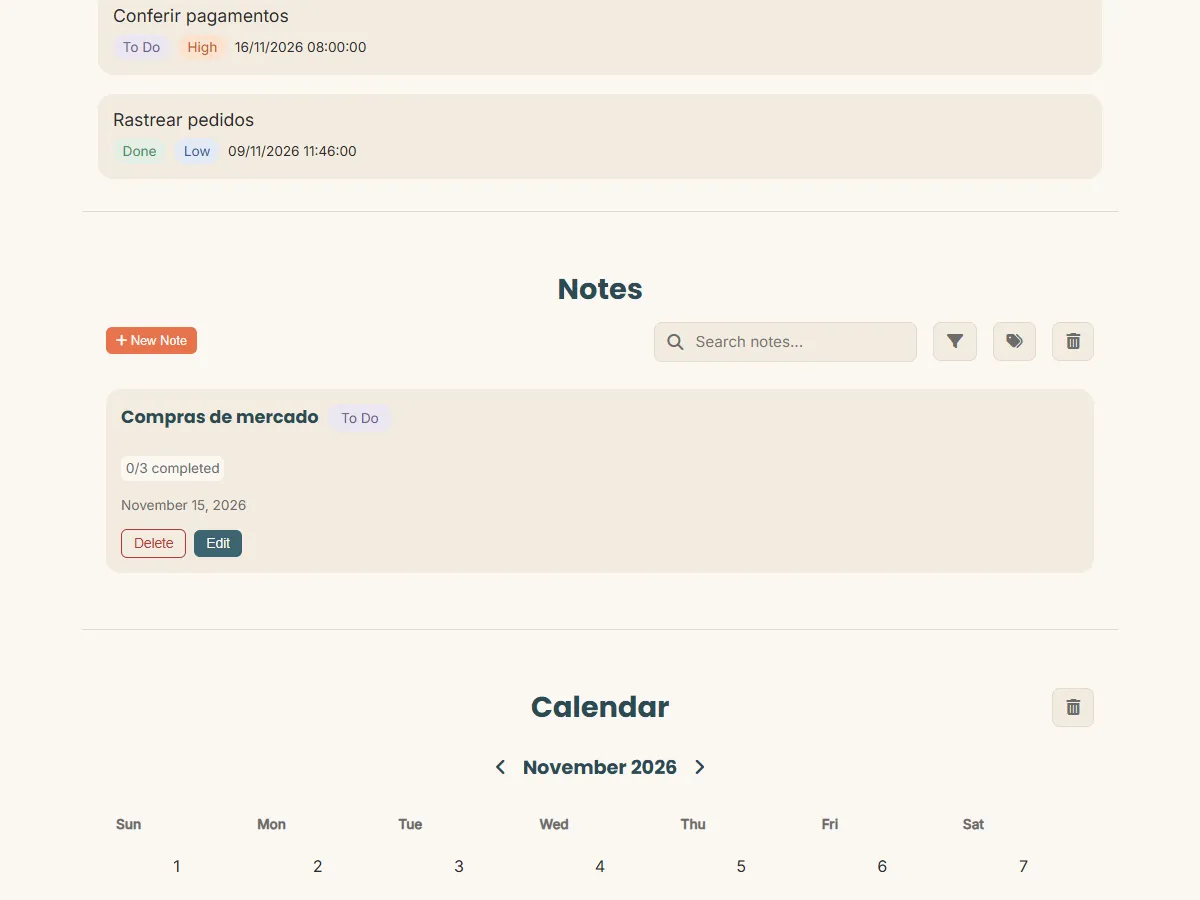 Conferir pagamentos
To Do High 16/11/2026 08:00:00
Rastrear pedidos
Done Low 09/11/2026 11:46:00
Notes
New Note Search notes...
Compras de mercado To Do
0/3 completed
November 15, 2026
Delete Edit
Calendar
November 2026
Sun Mon Tue Wed Thu Fri Sat
1 2 3 4 5 6 7